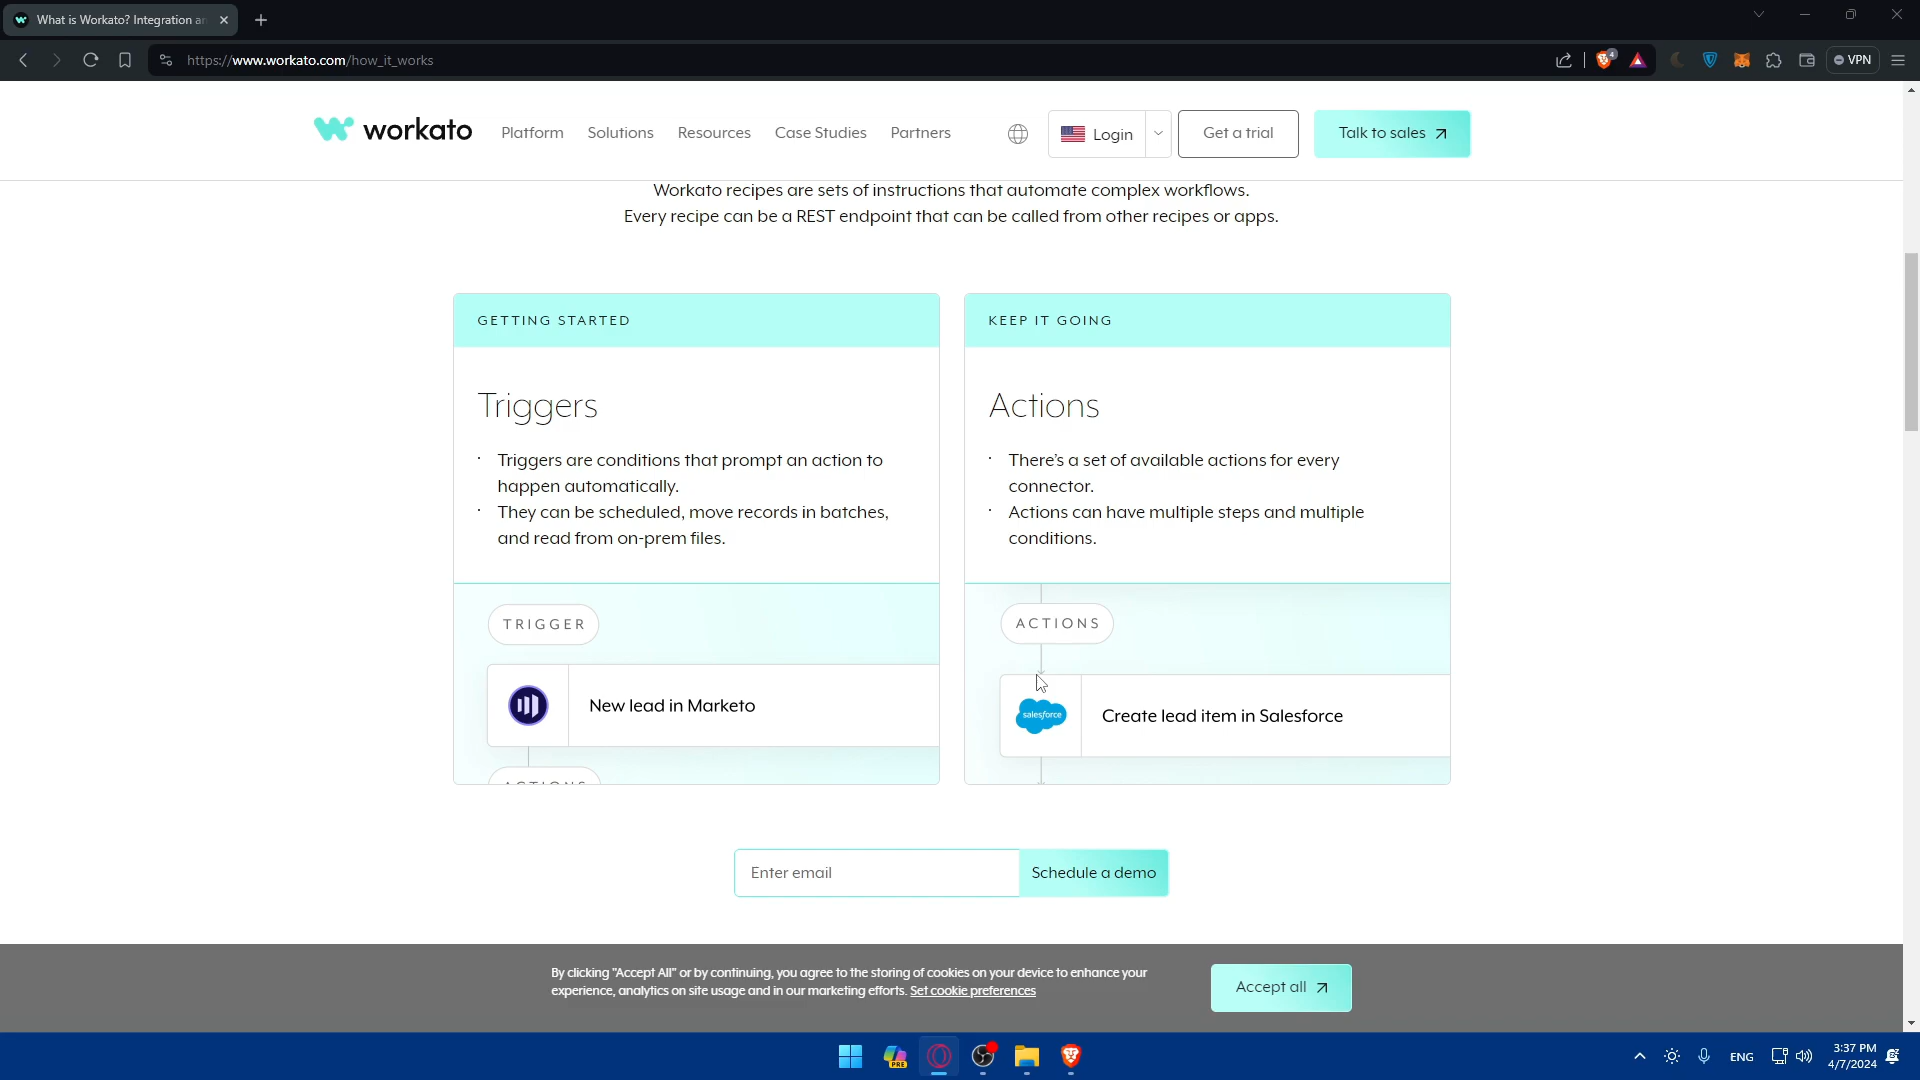 What is Workato? Integration an
https://www.workato.com/how_it_works
4
VPN
workato
Platform
Solutions
Resources
Case Studies
Partners
Login
Get a trial
Talk to sales
Workato recipes are sets of instructions that automate complex workflows.
Every recipe can be a REST endpoint that can be called from other recipes or apps.
GETTING STARTED
Triggers
· Triggers are conditions that prompt an action to
happen automatically.
· They can be scheduled, move records in batches,
and read from on-prem files.
TRIGGER
New lead in Marketo
ACTIONS
KEEP IT GOING
Actions
· There's a set of available actions for every
connector.
· Actions can have multiple steps and multiple
conditions.
ACTIONS
salesforce
Create lead item in Salesforce
Enter email
Schedule a demo
By clicking "Accept All" or by continuing, you agree to the storing of cookies on your device to enhance your
experience, analytics on site usage and in our marketing efforts. Set cookie preferences
Accept all
PRE
ENG
3:37 PM
4/7/2024